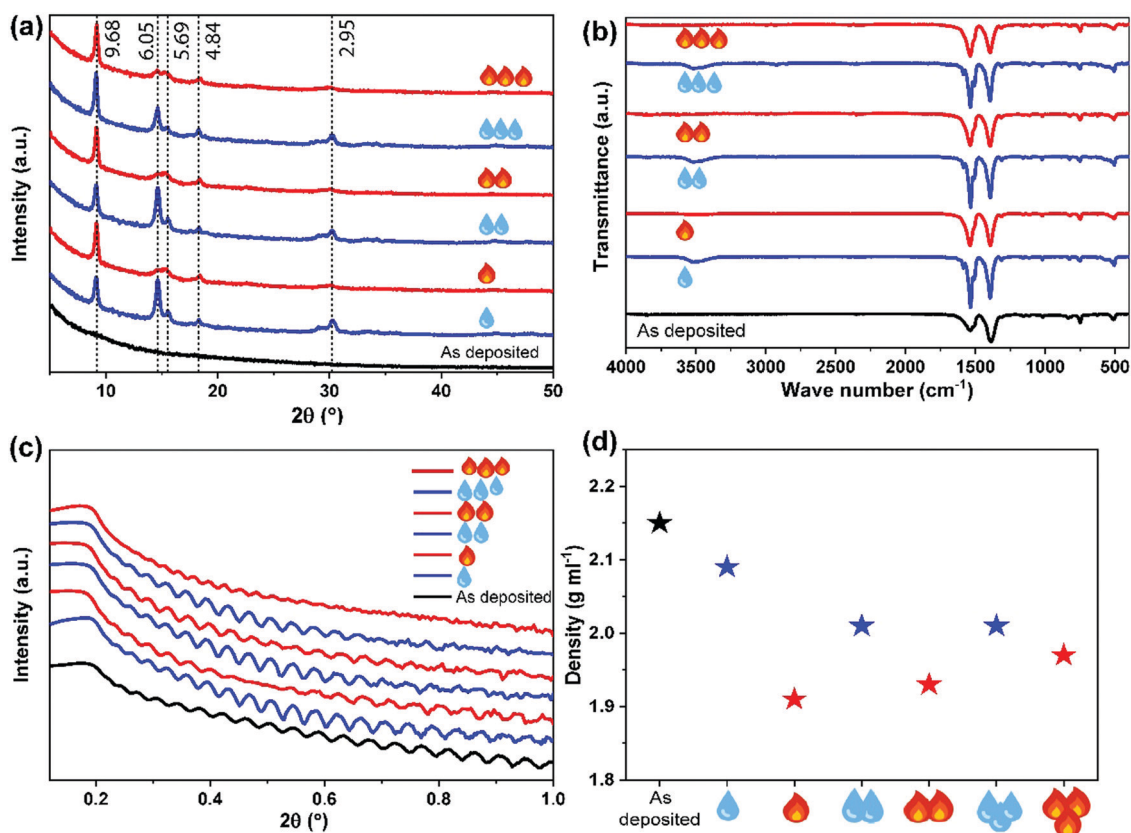 (a)
9.68
6.05
5.69
4.84
2.95
Intensity (a.u.)
As deposited
10
20
30
40
50
2θ (°)
(b)
Transmittance (a.u.)
As deposited
4000
3500
3000
2500
2000
1500
1000
500
Wave number (cm⁻¹)
(c)
Intensity (a.u.)
As deposited
0.2
0.4
0.6
0.8
1.0
2θ (°)
(d)
Density (g ml⁻¹)
2.2
2.1
2.0
1.9
1.8
As
deposited